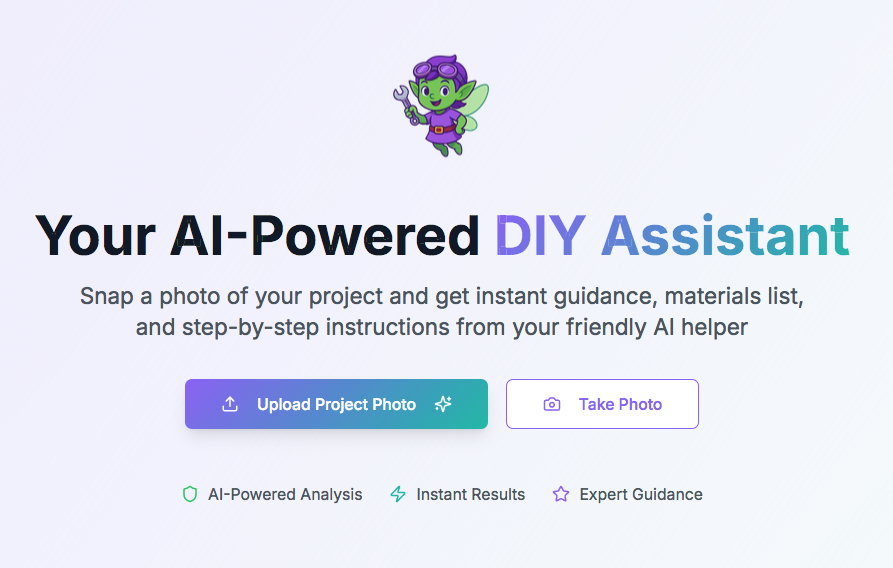 Your AI-Powered DIY Assistant
Snap a photo of your project and get instant guidance, materials list,
and step-by-step instructions from your friendly AI helper
Upload Project Photo
Take Photo
AI-Powered Analysis
Instant Results
Expert Guidance